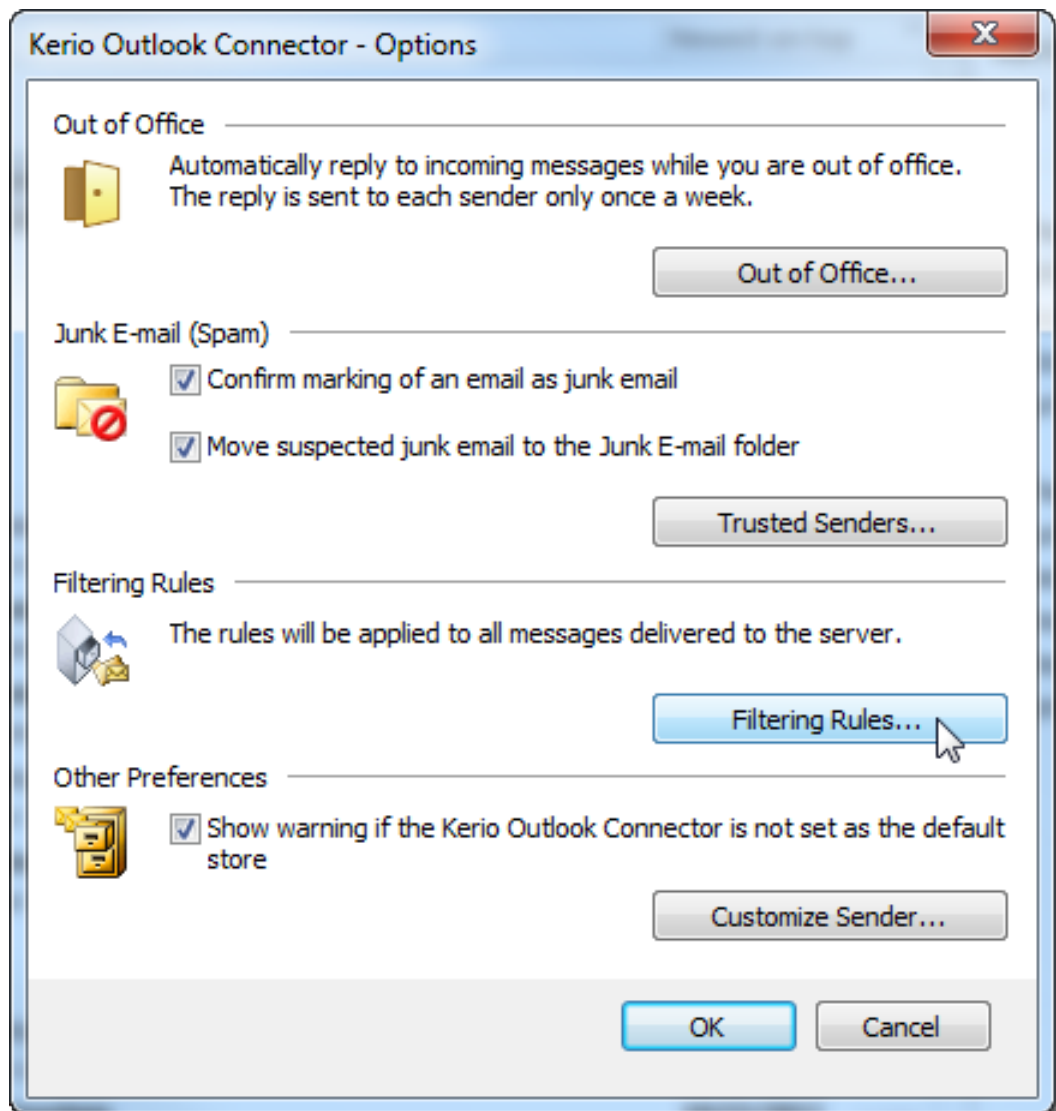 Kerio Outlook Connector - Options
Out of Office
Automatically reply to incoming messages while you are out of office.
The reply is sent to each sender only once a week.
Out of Office...
Junk E-mail (Spam)
Confirm marking of an email as junk email
Move suspected junk email to the Junk E-mail folder
Trusted Senders...
Filtering Rules
The rules will be applied to all messages delivered to the server.
Filtering Rules...
Other Preferences
Show warning if the Kerio Outlook Connector is not set as the default
store
Customize Sender...
OK
Cancel